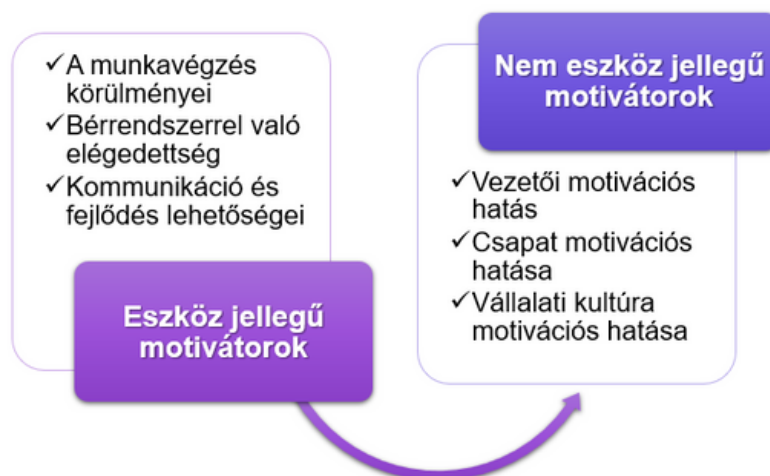 ✓A munkavégzés
körülményei
✓Bérrendszerrel való
elégedettség
✓Kommunikáció és
fejlődés lehetőségei
Eszköz jellegű
motivátorok
Nem eszköz jellegű
motivátorok
✓Vezetői motivációs
hatás
✓Csapat motivációs
hatása
✓Vállalati kultúra
motivációs hatása